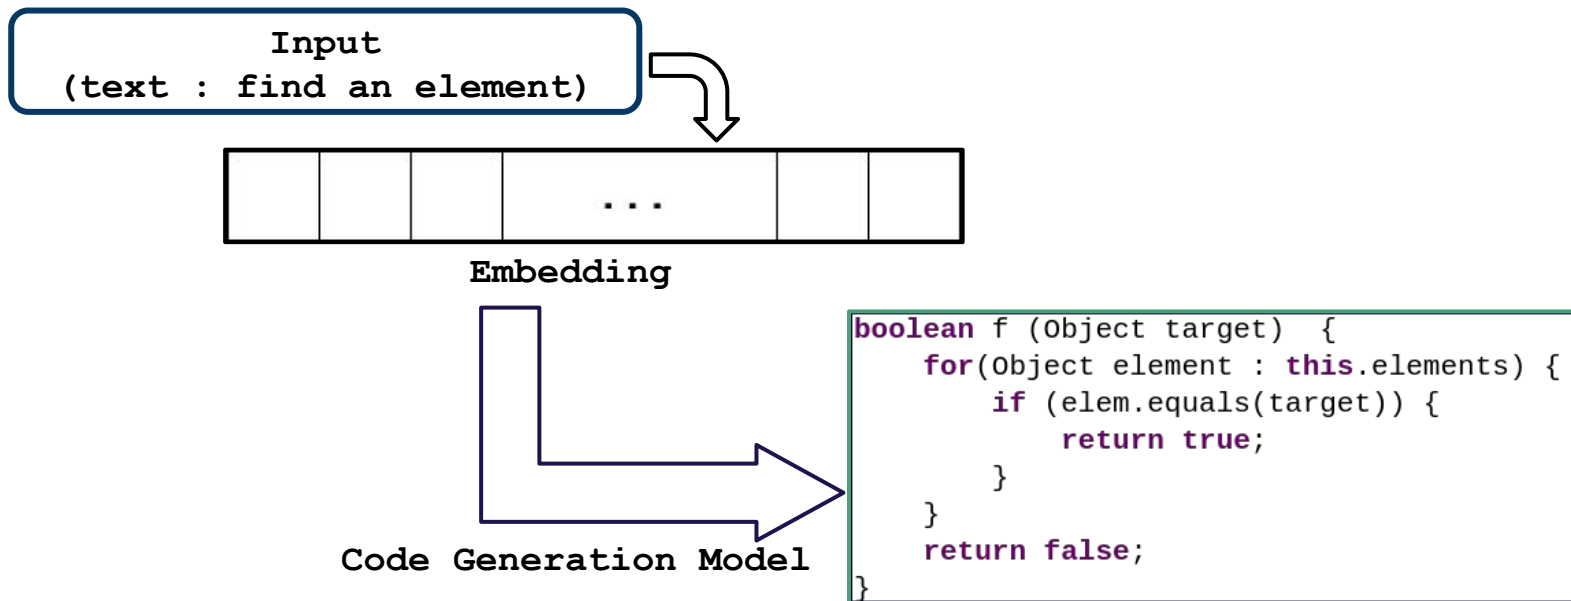 Input
(text : find an element)
...
Embedding
boolean f (Object target)  {
    for(Object element : this.elements) {
        if (elem.equals(target)) {
            return true;
        }
    }
    return false;
}
Code Generation Model